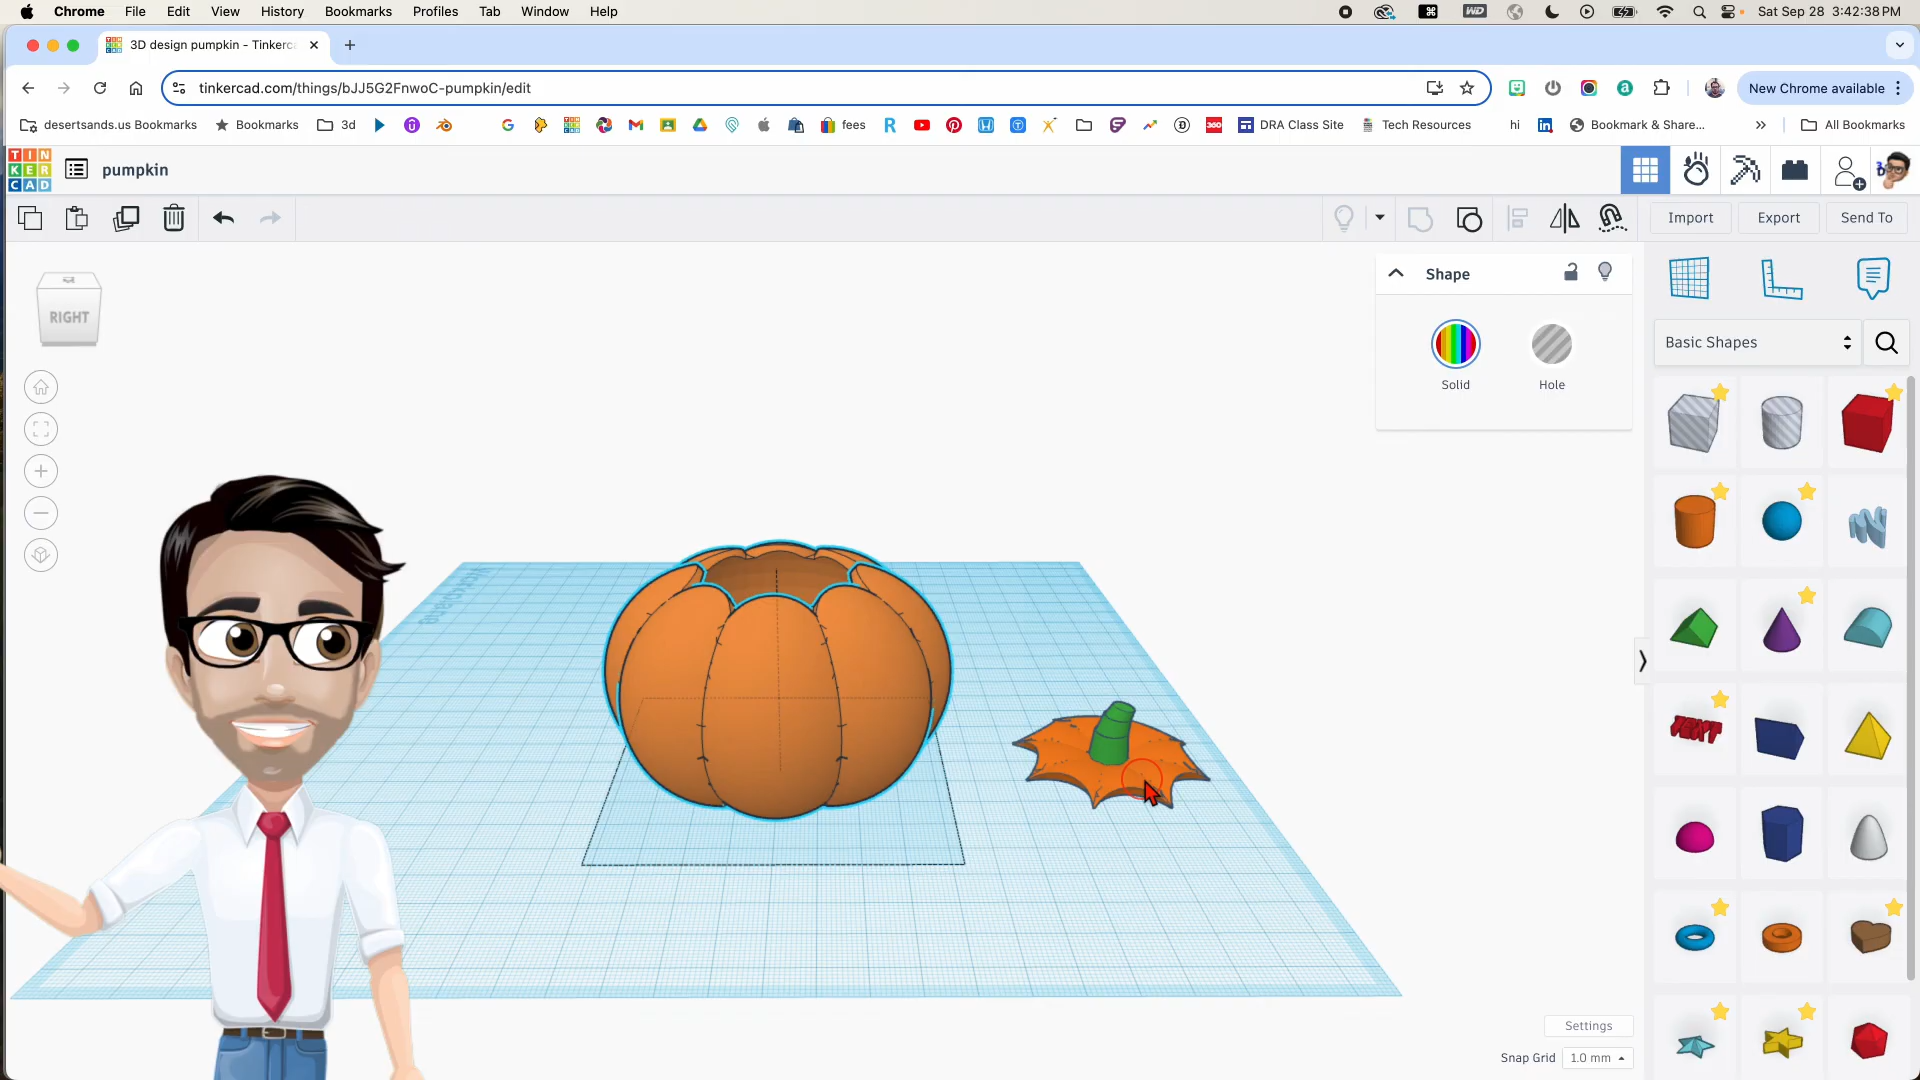 Chrome File Edit View History Bookmarks Profiles Tab Window Help
WD Sat Sep 28 3:42:38 PM
3D design pumpkin - Tinkerc
tinkercad.com/things/bJJ5G2FnwoC-pumpkin/edit
New Chrome available
desertsands.us Bookmarks Bookmarks 3d fees DRA Class Site Tech Resources hi Bookmark & Share... All Bookmarks
TIN
KER
CAD
pumpkin
Import Export Send To
RIGHT
Shape
Solid Hole
Basic Shapes
Workplane
TEXT
Settings
Snap Grid 1.0 mm